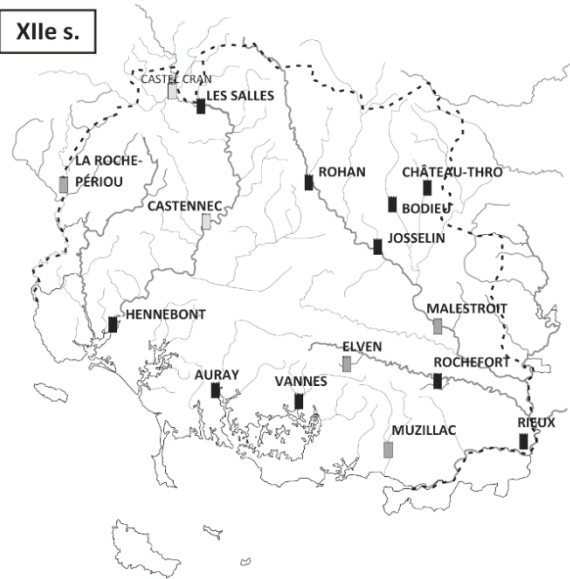 XIIe s.
CASTEL CRAN
LES SALLES
LA ROCHE-
PÉRIOU
ROHAN
CHÂTEAU-THRO
BODIEU
CASTENNEC
JOSSELIN
HENNEBONT
MALESTROIT
ELVEN
ROCHEFORT
AURAY
VANNES
MUZILLAC
RIEUX